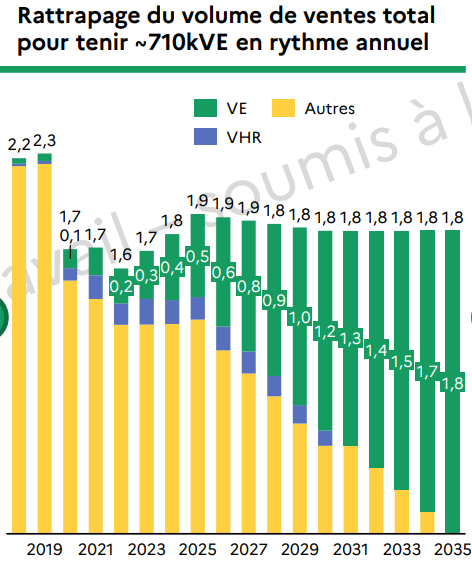 Rattrapage du volume de ventes total
pour tenir ~710kVE en rythme annuel
VE Autres
VHR
avail - soumis à l
2,2 2,3 1,7 1,7 1,6 1,7 1,8 1,9 1,9 1,9 1,8 1,8 1,8 1,8 1,8 1,8 1,8 1,8
0,1 0,2 0,3 0,4 0,5 0,6 0,8 0,9 1,0 1,2 1,3 1,4 1,5 1,7 1,8
2019 2021 2023 2025 2027 2029 2031 2033 2035